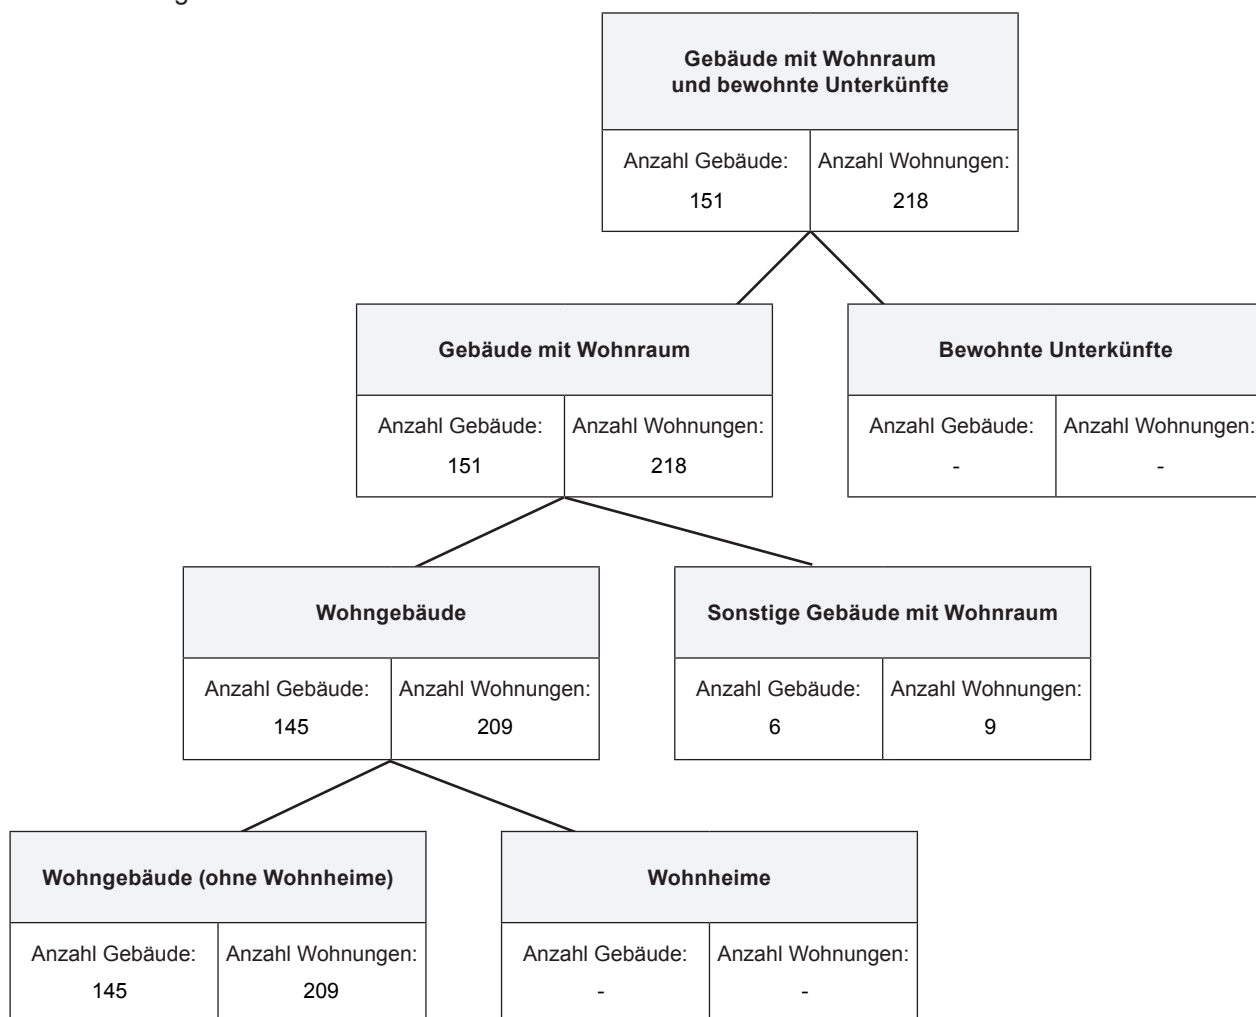 Gebäude mit Wohnraum
und bewohnte Unterkünfte
Anzahl Gebäude: Anzahl Wohnungen:
151 218
Gebäude mit Wohnraum
Bewohnte Unterkünfte
Anzahl Gebäude: Anzahl Wohnungen:
151 218
Anzahl Gebäude: Anzahl Wohnungen:
- -
Wohngebäude
Sonstige Gebäude mit Wohnraum
Anzahl Gebäude: Anzahl Wohnungen:
145 209
Anzahl Gebäude: Anzahl Wohnungen:
6 9
Wohngebäude (ohne Wohnheime)
Wohnheime
Anzahl Gebäude: Anzahl Wohnungen:
145 209
Anzahl Gebäude: Anzahl Wohnungen:
- -